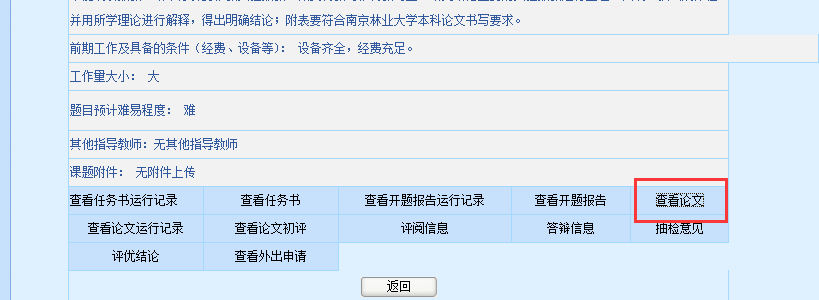 并用所学理论进行解释，得出明确结论；附表要符合南京林业大学本科论文书写要求。
前期工作及具备的条件（经费、设备等）： 设备齐全，经费充足。
工作量大小： 大
题目预计难易程度： 难
其他指导教师：无其他指导教师
课题附件： 无附件上传
查看任务书运行记录 查看任务书 查看开题报告运行记录 查看开题报告 查看论文
查看论文运行记录 查看论文初评 评阅信息 答辩信息 抽检意见
评优结论 查看外出申请
返回